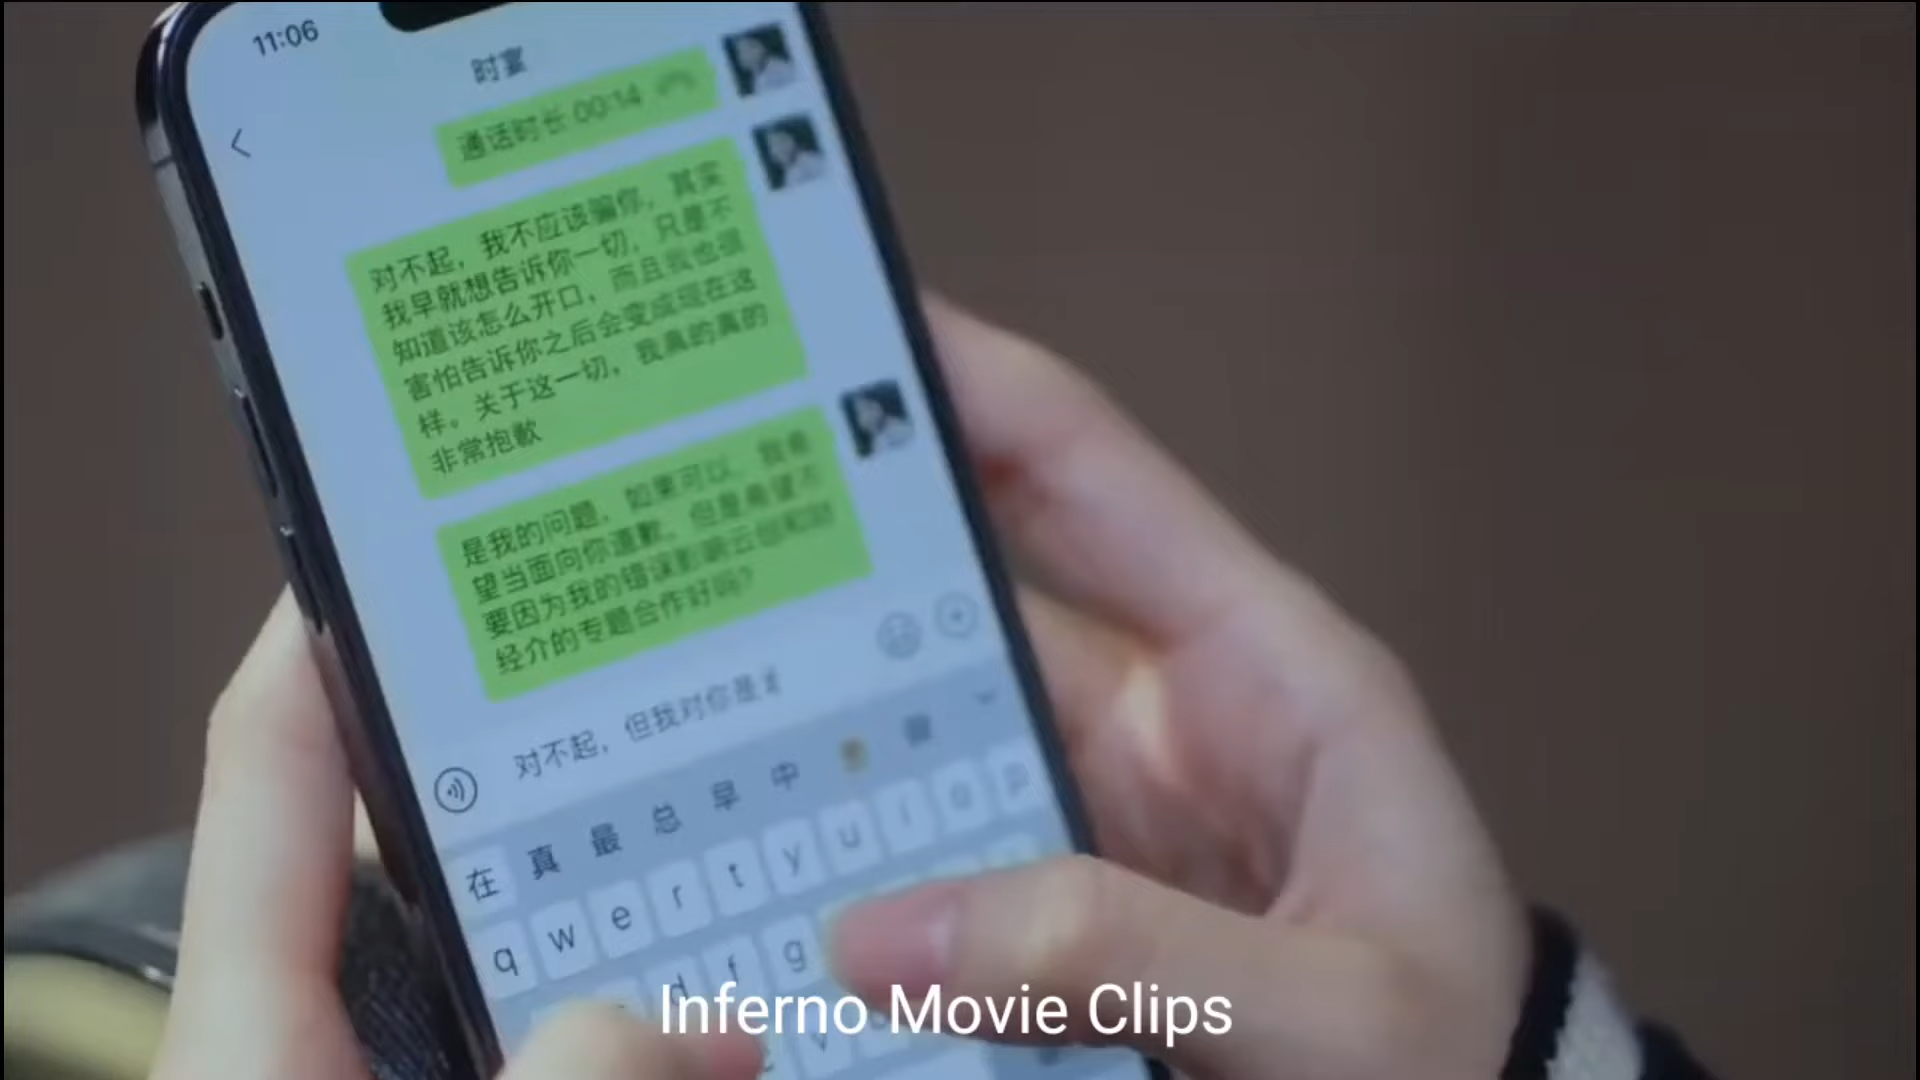 11:06
时宴
通话时长 00:14
对不起，我不应该骗你，其实
我早就想告诉你一切，只是不
知道该怎么开口，而且我也很
害怕告诉你之后会变成现在这
样。关于这一切，我真的真的
非常抱歉
是我的问题，如果可以，我希
望当面向你道歉，但是希望不
要因为我的错误影响云创和财
经介的专题合作好吗？
对不起，但我对你是
在 真 最 总 早 中
q w e r t y u i o p
d f g
v
Inferno Movie Clips